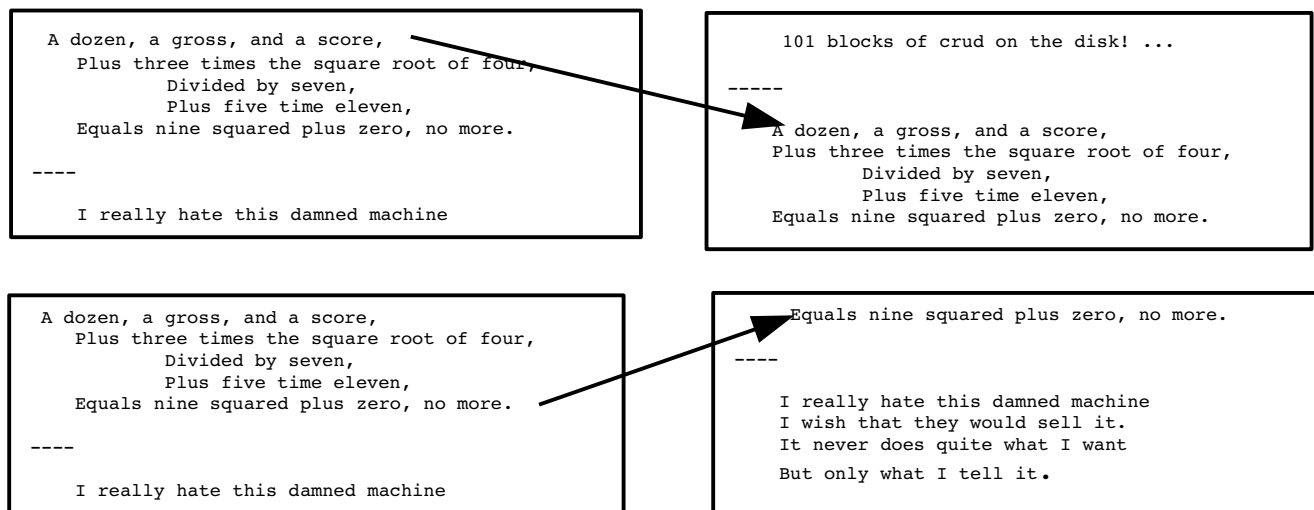 A dozen, a gross, and a score,
Plus three times the square root of four,
Divided by seven,
Plus five time eleven,
Equals nine squared plus zero, no more.
----
I really hate this damned machine
101 blocks of crud on the disk! ...
-----
A dozen, a gross, and a score,
Plus three times the square root of four,
Divided by seven,
Plus five time eleven,
Equals nine squared plus zero, no more.
A dozen, a gross, and a score,
Plus three times the square root of four,
Divided by seven,
Plus five time eleven,
Equals nine squared plus zero, no more.
----
I really hate this damned machine
Equals nine squared plus zero, no more.
----
I really hate this damned machine
I wish that they would sell it.
It never does quite what I want
But only what I tell it.